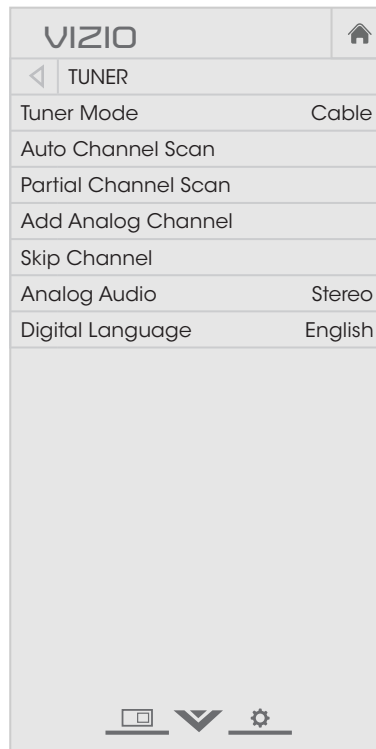 VIZIO
TUNER
Tuner Mode Cable
Auto Channel Scan
Partial Channel Scan
Add Analog Channel
Skip Channel
Analog Audio Stereo
Digital Language English